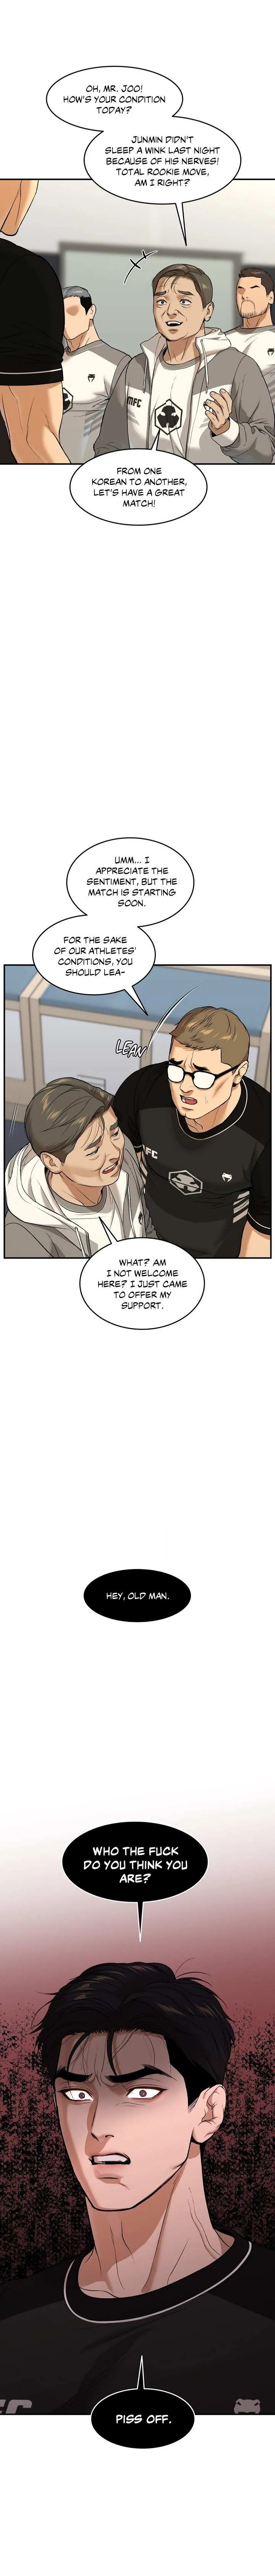 OH, MR. JOO!
HOW'S YOUR CONDITION
TODAY?
JUNMIN DIDN'T
SLEEP A WINK LAST NIGHT
BECAUSE OF HIS NERVES!
TOTAL ROOKIE MOVE,
AM I RIGHT?
MFC
FROM ONE
KOREAN TO ANOTHER,
LET'S HAVE A GREAT
MATCH!
UMM... I
APPRECIATE THE
SENTIMENT, BUT THE
MATCH IS STARTING
SOON.
FOR THE SAKE
OF OUR ATHLETES'
CONDITIONS, YOU
SHOULD LEA-
LEAN
FC
WHAT? AM
I NOT WELCOME
HERE? I JUST CAME
TO OFFER MY
SUPPORT.
HEY, OLD MAN.
WHO THE FUCK
DO YOU THINK YOU
ARE?
FC
PISS OFF.